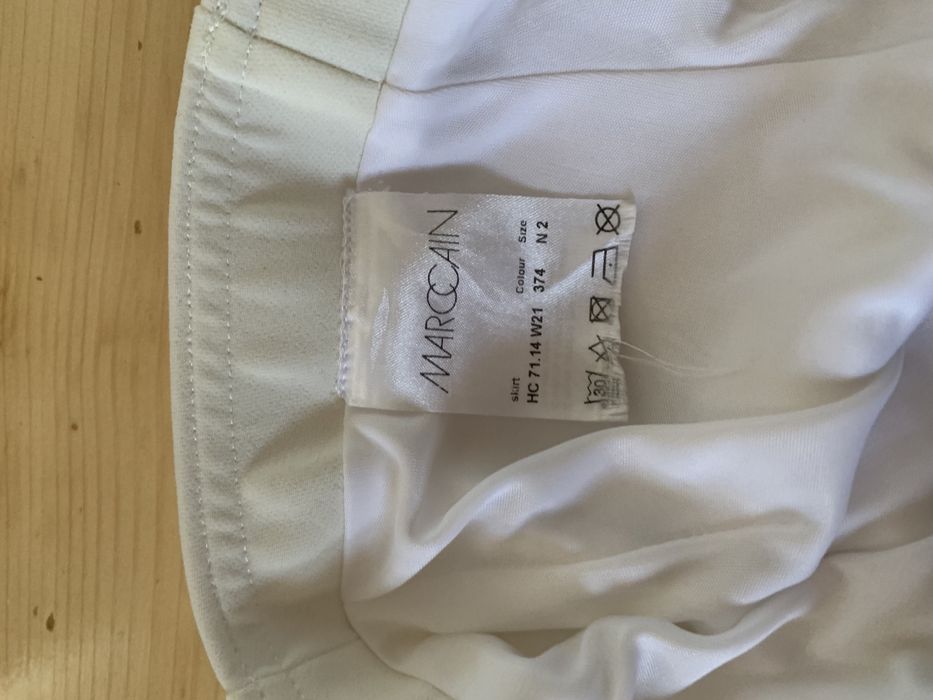 MARCCAIN
skirt Colour Size
HC 71.14 W21 374 N 2
30